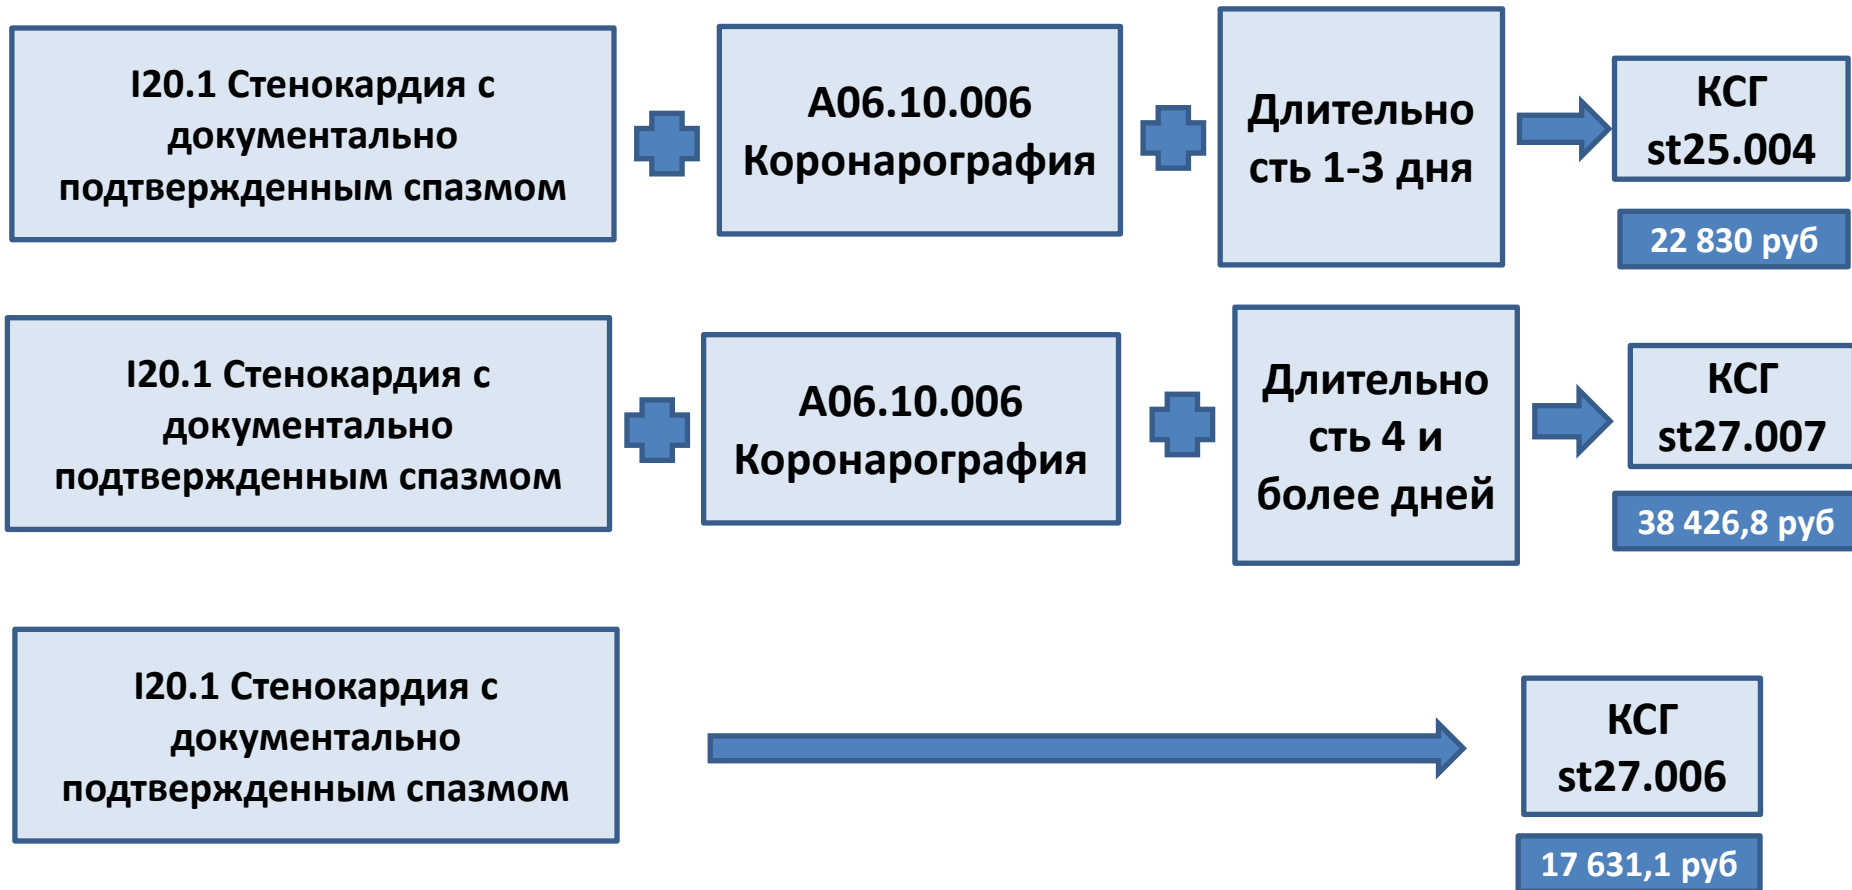 I20.1 Стенокардия с
документально
подтвержденным спазмом
A06.10.006
Коронарография
Длительно
сть 1-3 дня
КСГ
st25.004
22 830 руб
I20.1 Стенокардия с
документально
подтвержденным спазмом
A06.10.006
Коронарография
Длительно
сть 4 и
более дней
КСГ
st27.007
38 426,8 руб
I20.1 Стенокардия с
документально
подтвержденным спазмом
КСГ
st27.006
17 631,1 руб